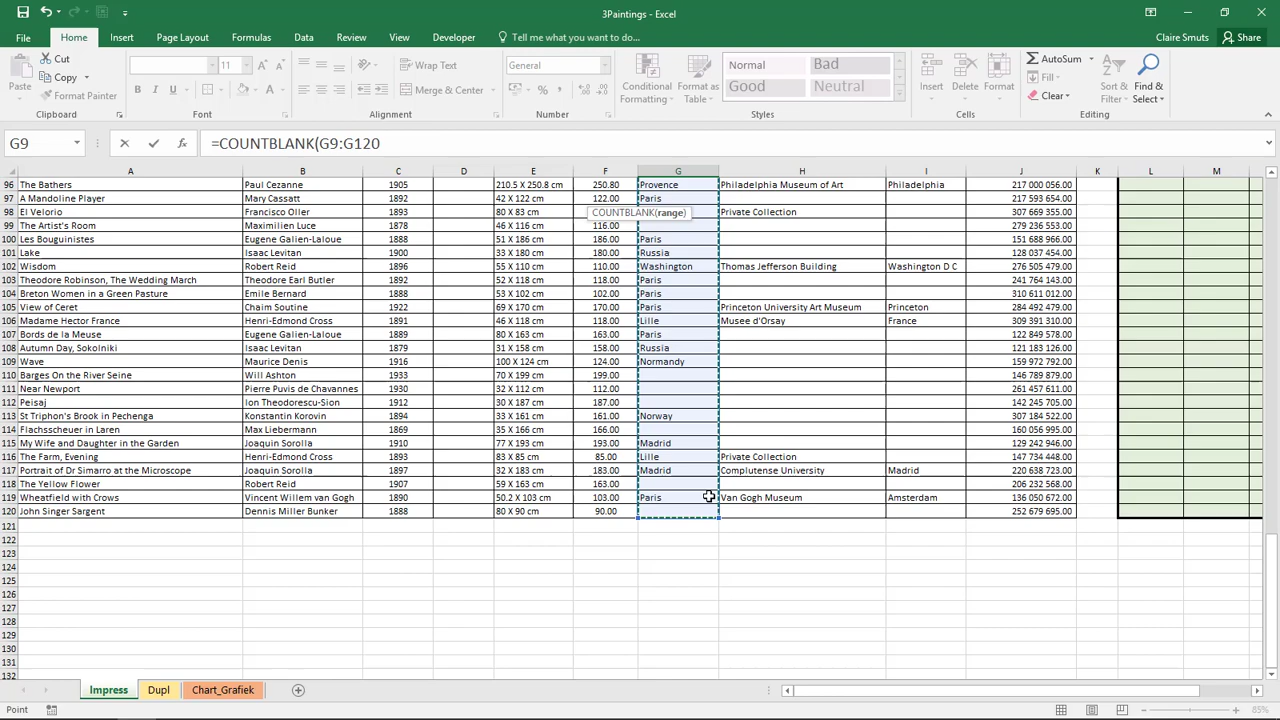 3Paintings - Excel
File Home Insert Page Layout Formulas Data Review View Developer Tell me what you want to do... Claire Smuts Share
Paste Cut Copy Format Painter
11 B I U
Wrap Text Merge & Center
General
Conditional Formatting Format as Table
Normal Bad Good Neutral
Insert Delete Format
AutoSum Fill Clear Sort & Filter Find & Select
Clipboard Font Alignment Number Styles Cells Editing
G9 =COUNTBLANK(G9:G120
A B C D E F G H I J K L M
96 The Bathers Paul Cezanne 1905 210.5 X 250.8 cm 250.80 Provence Philadelphia Museum of Art Philadelphia 217 000 056.00
97 A Mandoline Player Mary Cassatt 1892 42 X 122 cm 122.00 Paris 217 593 654.00
98 El Velorio Francisco Oller 1893 80 X 83 cm COUNTBLANK(range) Private Collection 307 669 355.00
99 The Artist's Room Maximilien Luce 1878 46 X 116 cm 116.00 279 236 553.00
100 Les Bouguinistes Eugene Galien-Laloue 1888 51 X 186 cm 186.00 Paris 151 688 966.00
101 Lake Isaac Levitan 1900 33 X 180 cm 180.00 Russia 128 037 454.00
102 Wisdom Robert Reid 1896 55 X 110 cm 110.00 Washington Thomas Jefferson Building Washington D C 276 505 479.00
103 Theodore Robinson, The Wedding March Theodore Earl Butler 1892 52 X 118 cm 118.00 Paris 241 764 143.00
104 Breton Women in a Green Pasture Emile Bernard 1888 53 X 102 cm 102.00 Paris 310 611 012.00
105 View of Ceret Chaim Soutine 1922 69 X 170 cm 170.00 Paris Princeton University Art Museum Princeton 284 492 479.00
106 Madame Hector France Henri-Edmond Cross 1891 46 X 118 cm 118.00 Lille Musee d'Orsay France 309 391 310.00
107 Bords de la Meuse Eugene Galien-Laloue 1889 80 X 163 cm 163.00 Paris 122 849 578.00
108 Autumn Day, Sokolniki Isaac Levitan 1879 31 X 158 cm 158.00 Russia 121 183 126.00
109 Wave Maurice Denis 1916 100 X 124 cm 124.00 Normandy 159 972 792.00
110 Barges On the River Seine Will Ashton 1933 70 X 199 cm 199.00 146 789 879.00
111 Near Newport Pierre Puvis de Chavannes 1930 32 X 112 cm 112.00 261 457 611.00
112 Peisaj Ion Theodorescu-Sion 1912 30 X 187 cm 187.00 142 245 705.00
113 St Triphon's Brook in Pechenga Konstantin Korovin 1894 33 X 161 cm 161.00 Norway 307 184 522.00
114 Flachsscheuer in Laren Max Liebermann 1869 35 X 166 cm 166.00 160 056 995.00
115 My Wife and Daughter in the Garden Joaquin Sorolla 1910 77 X 193 cm 193.00 Madrid 129 242 946.00
116 The Farm, Evening Henri-Edmond Cross 1893 83 X 85 cm 85.00 Lille Private Collection 147 734 448.00
117 Portrait of Dr Simarro at the Microscope Joaquin Sorolla 1897 32 X 183 cm 183.00 Madrid Complutense University Madrid 220 638 723.00
118 The Yellow Flower Robert Reid 1907 59 X 163 cm 163.00 206 232 568.00
119 Wheatfield with Crows Vincent Willem van Gogh 1890 50.2 X 103 cm 103.00 Paris Van Gogh Museum Amsterdam 136 050 672.00
120 John Singer Sargent Dennis Miller Bunker 1888 80 X 90 cm 90.00 252 679 695.00
121
122
123
124
125
126
127
128
129
130
131
132
Impress Dupl Chart_Grafiek
Point 85%